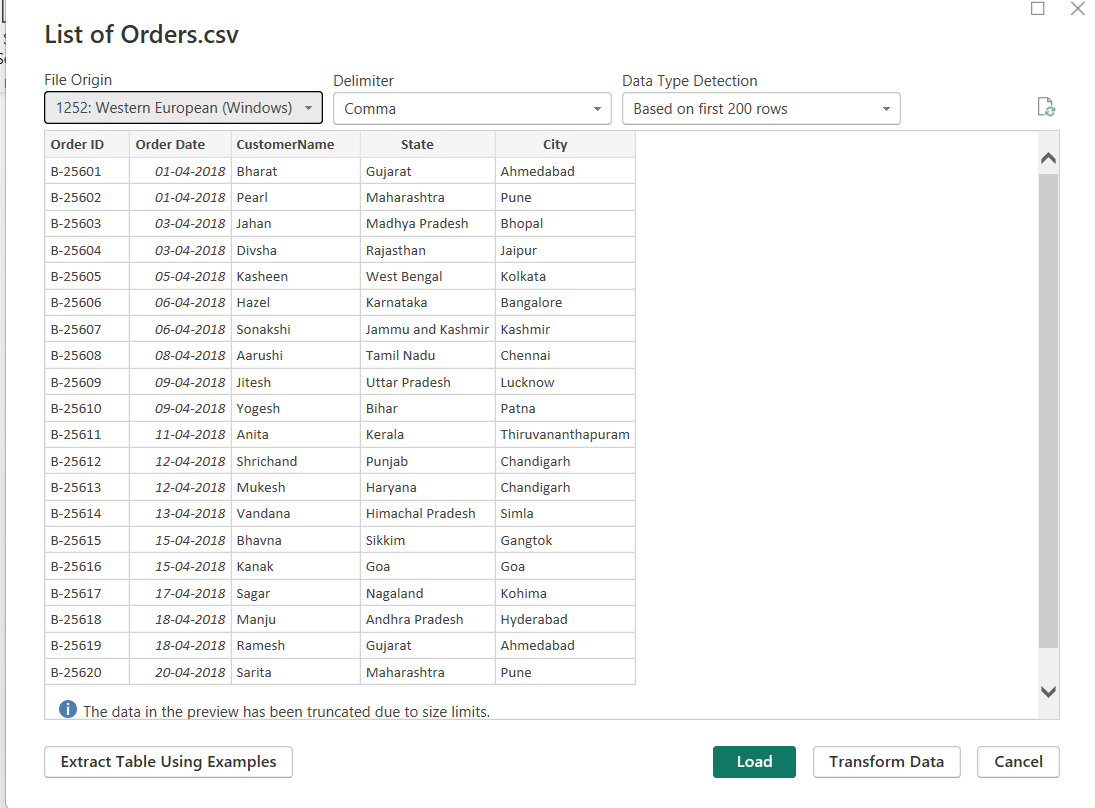 List of Orders.csv
File Origin Delimiter Data Type Detection
1252: Western European (Windows) Comma Based on first 200 rows
Order ID Order Date CustomerName State City
B-25601 01-04-2018 Bharat Gujarat Ahmedabad
B-25602 01-04-2018 Pearl Maharashtra Pune
B-25603 03-04-2018 Jahan Madhya Pradesh Bhopal
B-25604 03-04-2018 Divsha Rajasthan Jaipur
B-25605 05-04-2018 Kasheen West Bengal Kolkata
B-25606 06-04-2018 Hazel Karnataka Bangalore
B-25607 06-04-2018 Sonakshi Jammu and Kashmir Kashmir
B-25608 08-04-2018 Aarushi Tamil Nadu Chennai
B-25609 09-04-2018 Jitesh Uttar Pradesh Lucknow
B-25610 09-04-2018 Yogesh Bihar Patna
B-25611 11-04-2018 Anita Kerala Thiruvananthapuram
B-25612 12-04-2018 Shrichand Punjab Chandigarh
B-25613 12-04-2018 Mukesh Haryana Chandigarh
B-25614 13-04-2018 Vandana Himachal Pradesh Simla
B-25615 15-04-2018 Bhavna Sikkim Gangtok
B-25616 15-04-2018 Kanak Goa Goa
B-25617 17-04-2018 Sagar Nagaland Kohima
B-25618 18-04-2018 Manju Andhra Pradesh Hyderabad
B-25619 18-04-2018 Ramesh Gujarat Ahmedabad
B-25620 20-04-2018 Sarita Maharashtra Pune
The data in the preview has been truncated due to size limits.
Extract Table Using Examples Load Transform Data Cancel